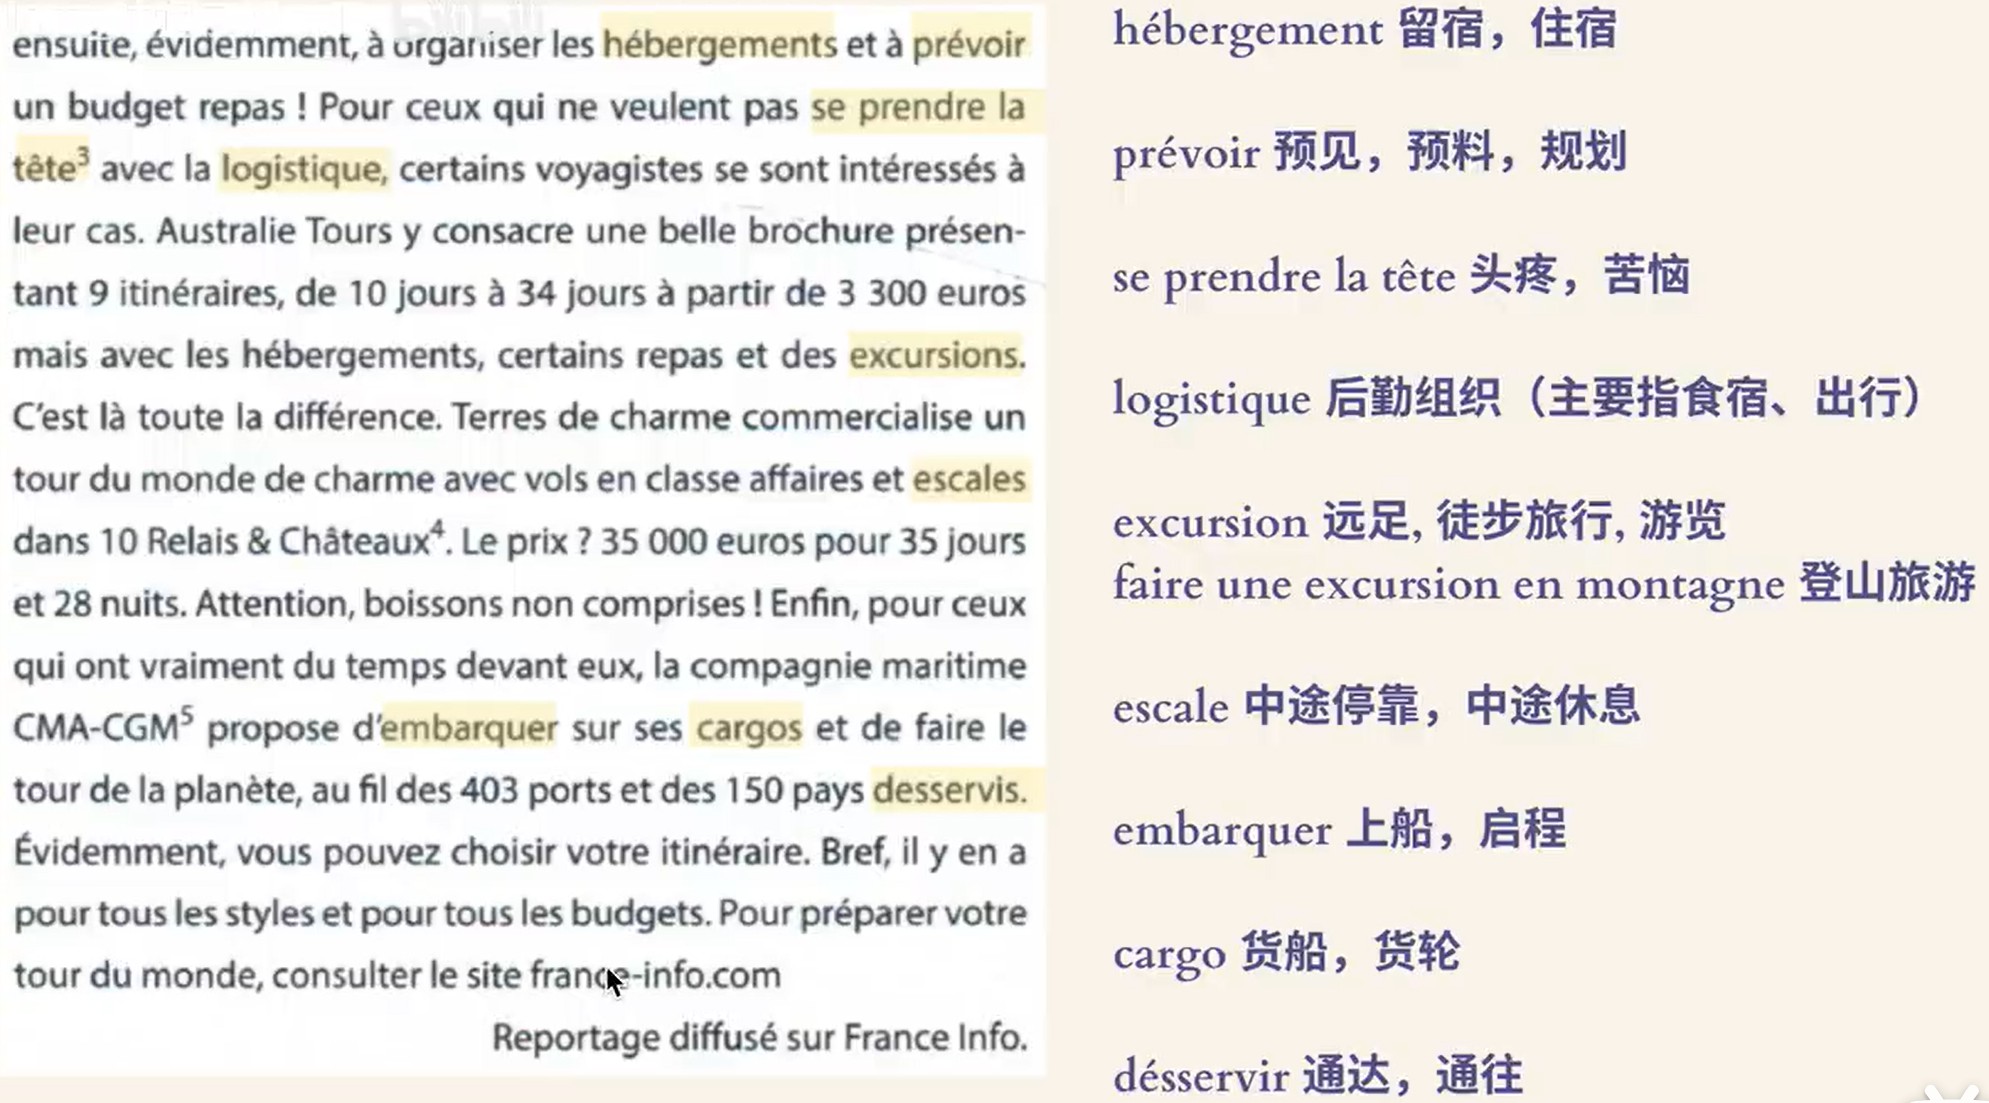 ensuite, évidemment, à organiser les hébergements et à prévoir
un budget repas ! Pour ceux qui ne veulent pas se prendre la
tête³ avec la logistique, certains voyagistes se sont intéressés à
leur cas. Australie Tours y consacre une belle brochure présen-
tant 9 itinéraires, de 10 jours à 34 jours à partir de 3 300 euros
mais avec les hébergements, certains repas et des excursions.
C'est là toute la différence. Terres de charme commercialise un
tour du monde de charme avec vols en classe affaires et escales
dans 10 Relais & Châteaux⁴. Le prix ? 35 000 euros pour 35 jours
et 28 nuits. Attention, boissons non comprises ! Enfin, pour ceux
qui ont vraiment du temps devant eux, la compagnie maritime
CMA-CGM⁵ propose d'embarquer sur ses cargos et de faire le
tour de la planète, au fil des 403 ports et des 150 pays desservis.
Évidemment, vous pouvez choisir votre itinéraire. Bref, il y en a
pour tous les styles et pour tous les budgets. Pour préparer votre
tour du monde, consulter le site france-info.com
Reportage diffusé sur France Info.
hébergement 留宿，住宿
prévoir 预见，预料，规划
se prendre la tête 头疼，苦恼
logistique 后勤组织（主要指食宿、出行）
excursion 远足, 徒步旅行, 游览
faire une excursion en montagne 登山旅游
escale 中途停靠，中途休息
embarquer 上船，启程
cargo 货船，货轮
désservir 通达，通往